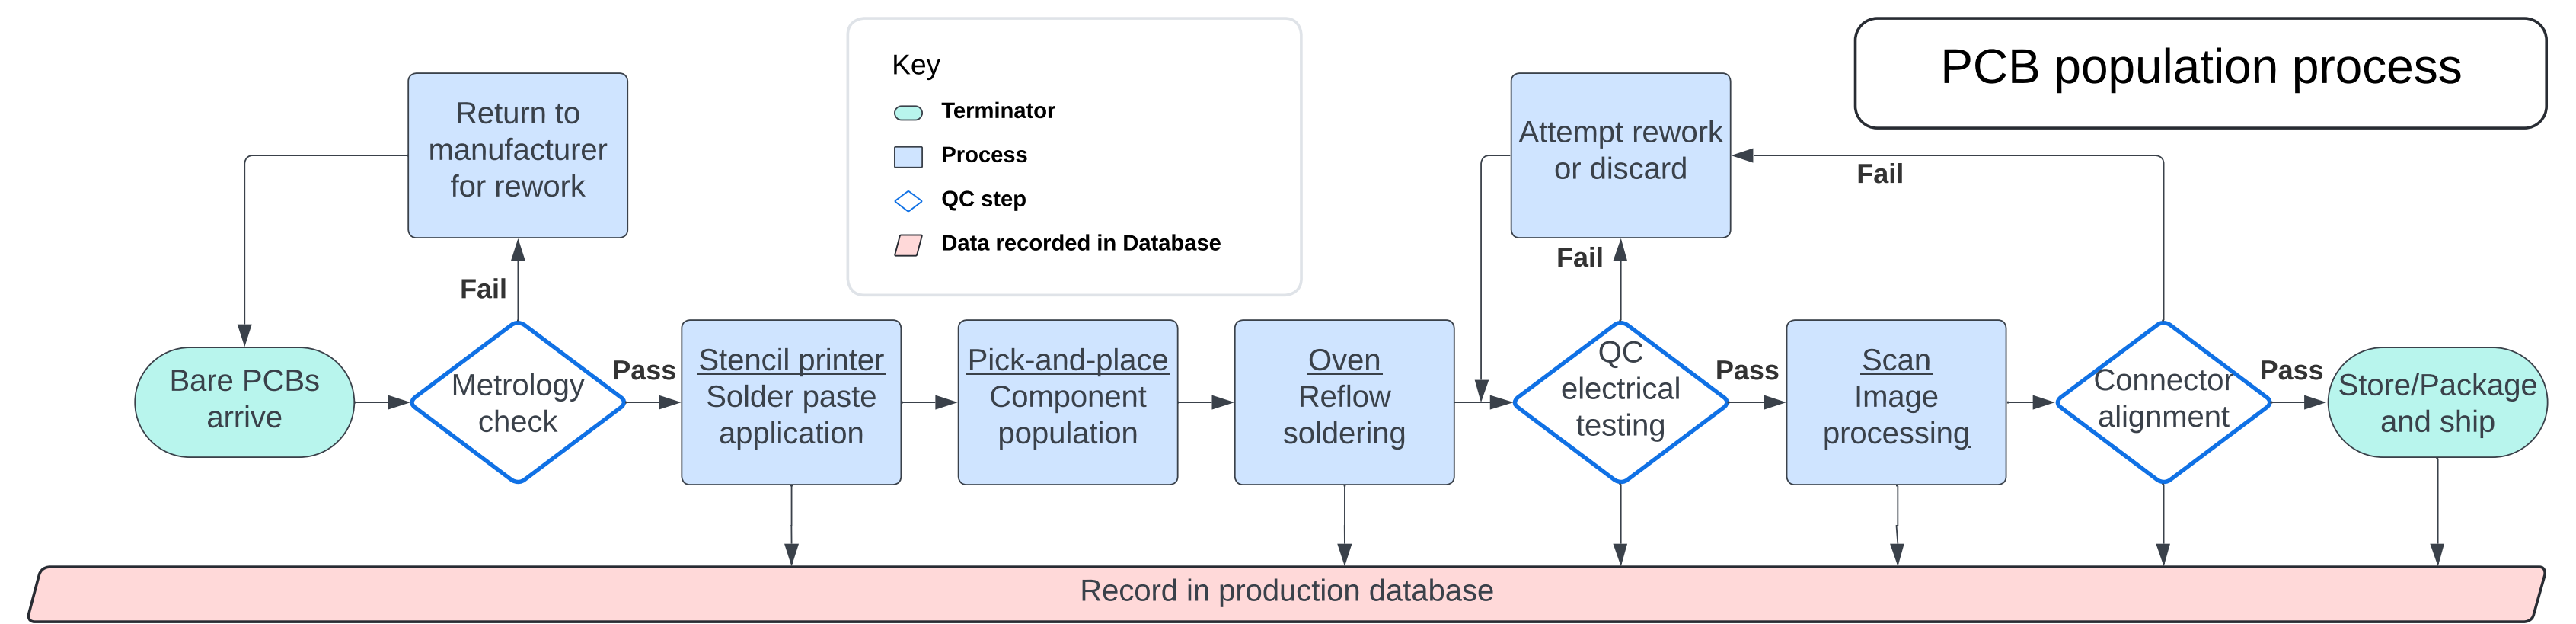 PCB population process
Key
Terminator
Process
QC step
Data recorded in Database
Return to
manufacturer
for rework
Attempt rework
or discard
Fail
Fail
Fail
Bare PCBs
arrive
Metrology
check
Pass
Stencil printer
Solder paste
application
Pick-and-place
Component
population
Oven
Reflow
soldering
QC
electrical
testing
Pass
Scan
Image
processing
Connector
alignment
Pass
Store/Package
and ship
Record in production database